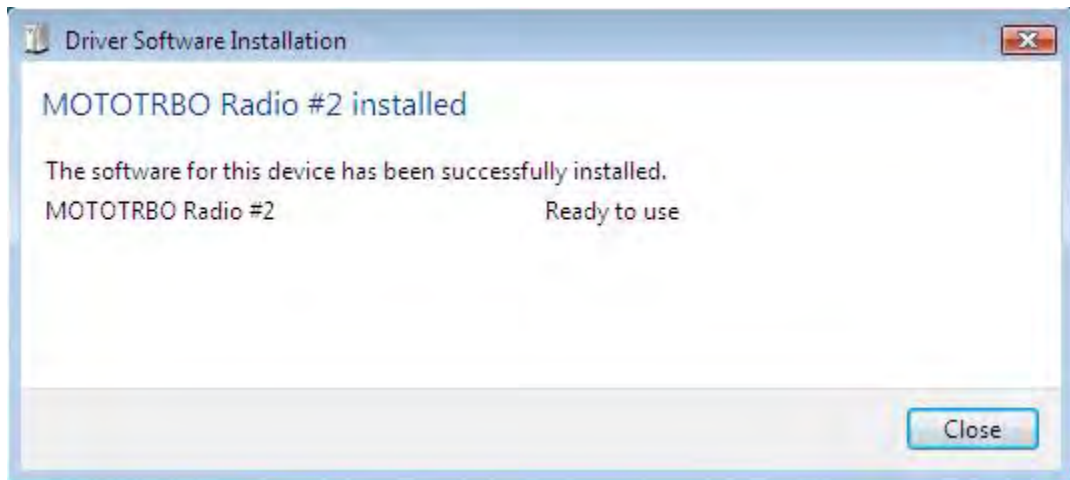 Driver Software Installation
MOTOTRBO Radio #2 installed
The software for this device has been successfully installed.
MOTOTRBO Radio #2 Ready to use
Close